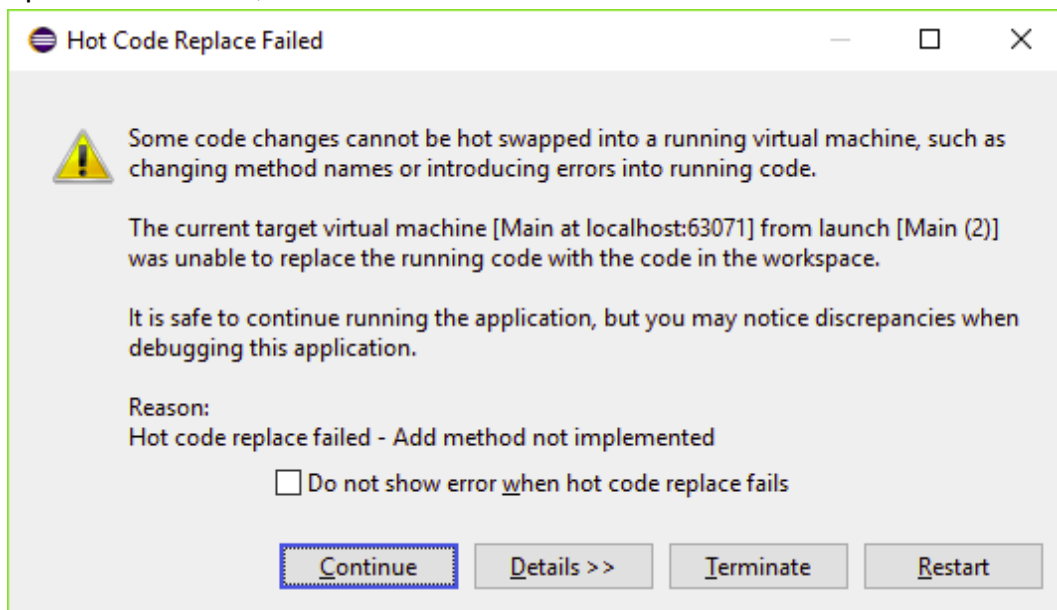 Hot Code Replace Failed
Some code changes cannot be hot swapped into a running virtual machine, such as
changing method names or introducing errors into running code.
The current target virtual machine [Main at localhost:63071] from launch [Main (2)]
was unable to replace the running code with the code in the workspace.
It is safe to continue running the application, but you may notice discrepancies when
debugging this application.
Reason:
Hot code replace failed - Add method not implemented
Do not show error when hot code replace fails
Continue Details >> Terminate Restart